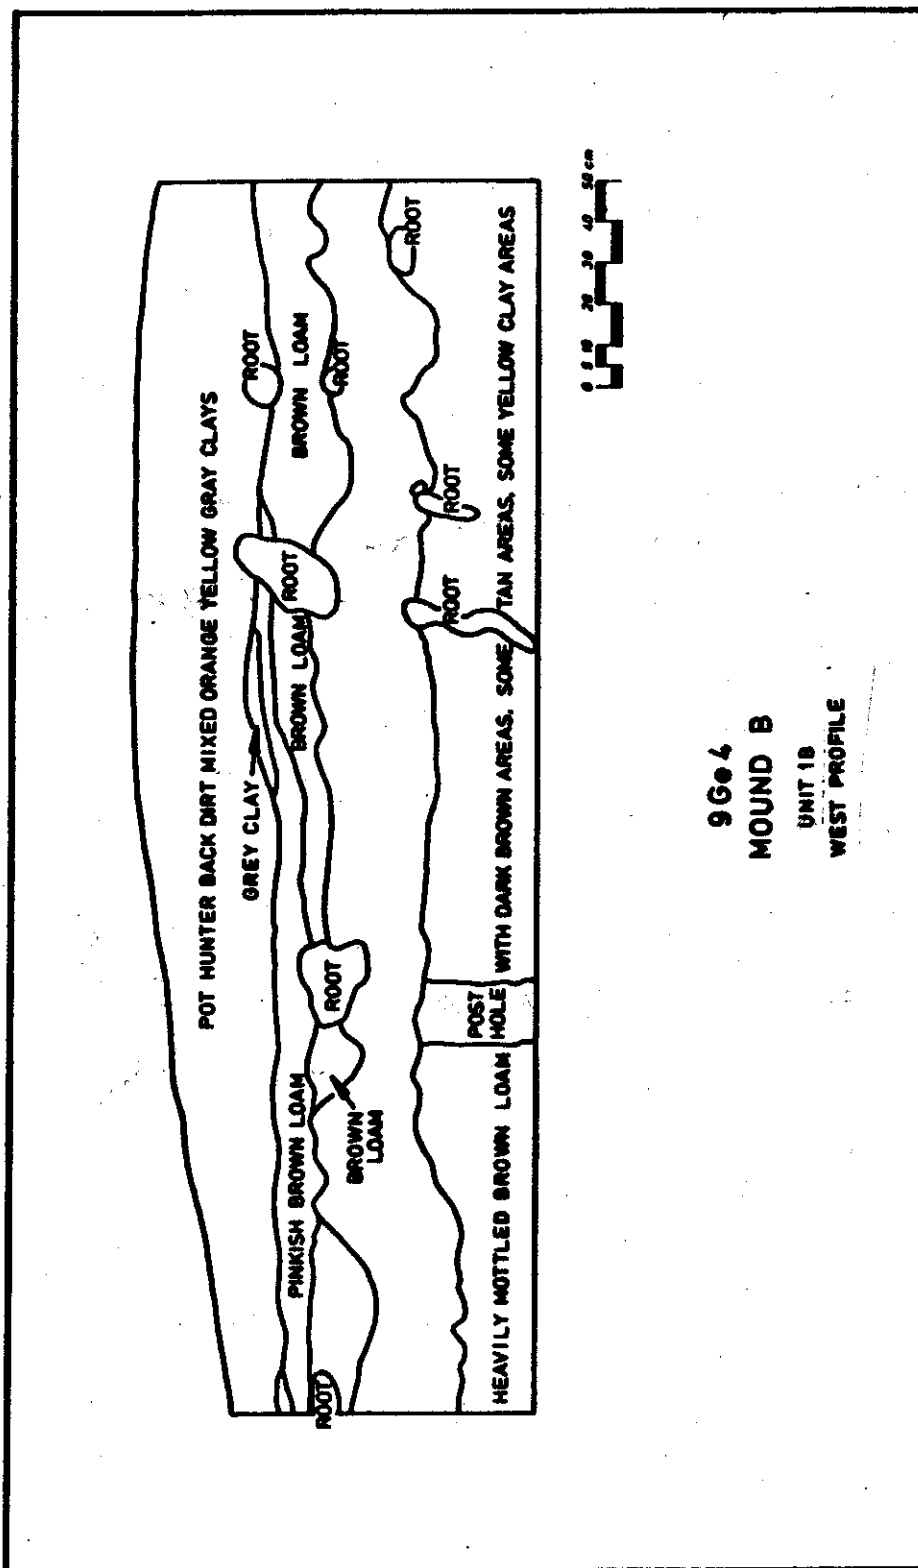 POT HUNTER BACK DIRT MIXED ORANGE YELLOW GRAY CLAYS
GREY CLAY
ROOT
PINKISH BROWN LOAM
BROWN LOAM
ROOT
BROWN LOAM
ROOT
ROOT
ROOT
BROWN
LOAM
ROOT
ROOT
ROOT
POST
HOLE
HEAVILY MOTTLED BROWN LOAM WITH DARK BROWN AREAS. SOME TAN AREAS. SOME YELLOW CLAY AREAS
0 5 10 20 30 40 50 cm
9Ge4
MOUND B
UNIT 1B
WEST PROFILE